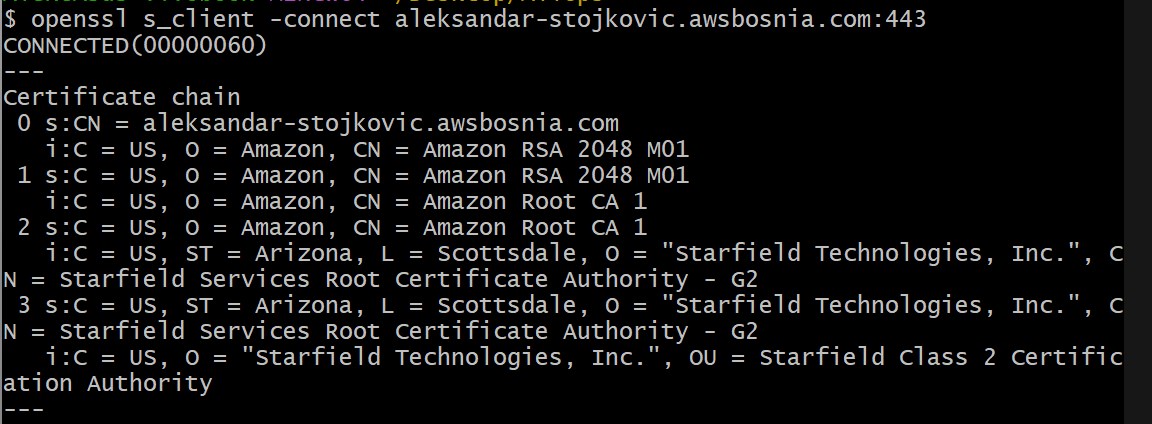 $ openssl s_client -connect aleksandar-stojkovic.awsbosnia.com:443
CONNECTED(00000060)
---
Certificate chain
 0 s:CN = aleksandar-stojkovic.awsbosnia.com
   i:C = US, O = Amazon, CN = Amazon RSA 2048 M01
 1 s:C = US, O = Amazon, CN = Amazon RSA 2048 M01
   i:C = US, O = Amazon, CN = Amazon Root CA 1
 2 s:C = US, O = Amazon, CN = Amazon Root CA 1
   i:C = US, ST = Arizona, L = Scottsdale, O = "Starfield Technologies, Inc.", C
N = Starfield Services Root Certificate Authority - G2
 3 s:C = US, ST = Arizona, L = Scottsdale, O = "Starfield Technologies, Inc.", C
N = Starfield Services Root Certificate Authority - G2
   i:C = US, O = "Starfield Technologies, Inc.", OU = Starfield Class 2 Certific
ation Authority
---